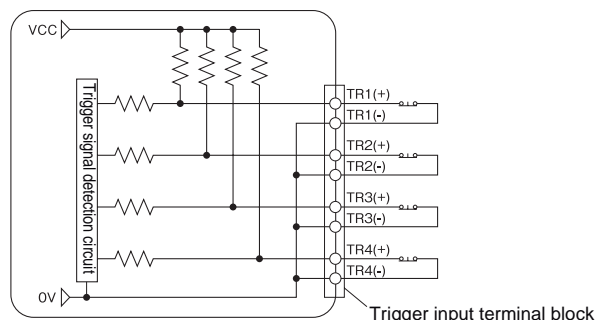 VCC
Trigger signal detection circuit
TR1(+)
TR1(-)
TR2(+)
TR2(-)
TR3(+)
TR3(-)
TR4(+)
TR4(-)
0V
Trigger input terminal block